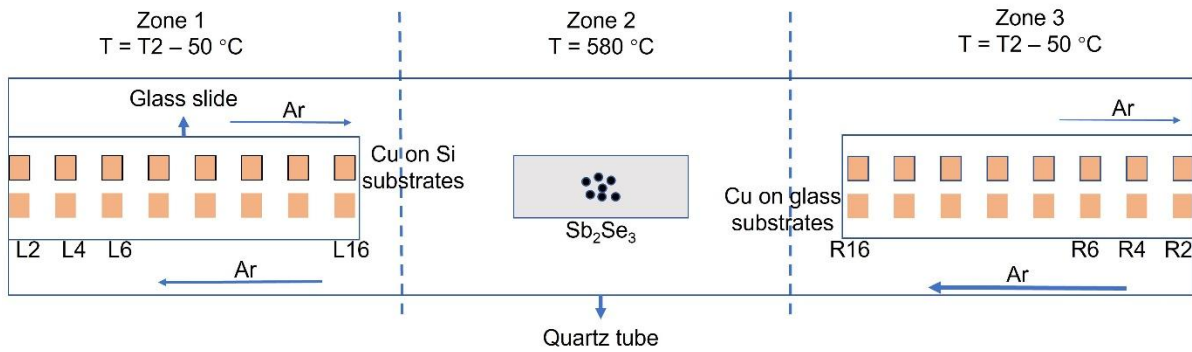 Zone 1
T = T2 – 50 °C
Zone 2
T = 580 °C
Zone 3
T = T2 – 50 °C
Glass slide
Ar
Ar
Cu on Si
substrates
Cu on glass
substrates
Sb₂Se₃
L2 L4 L6 L16
R16 R6 R4 R2
Ar
Ar
Quartz tube